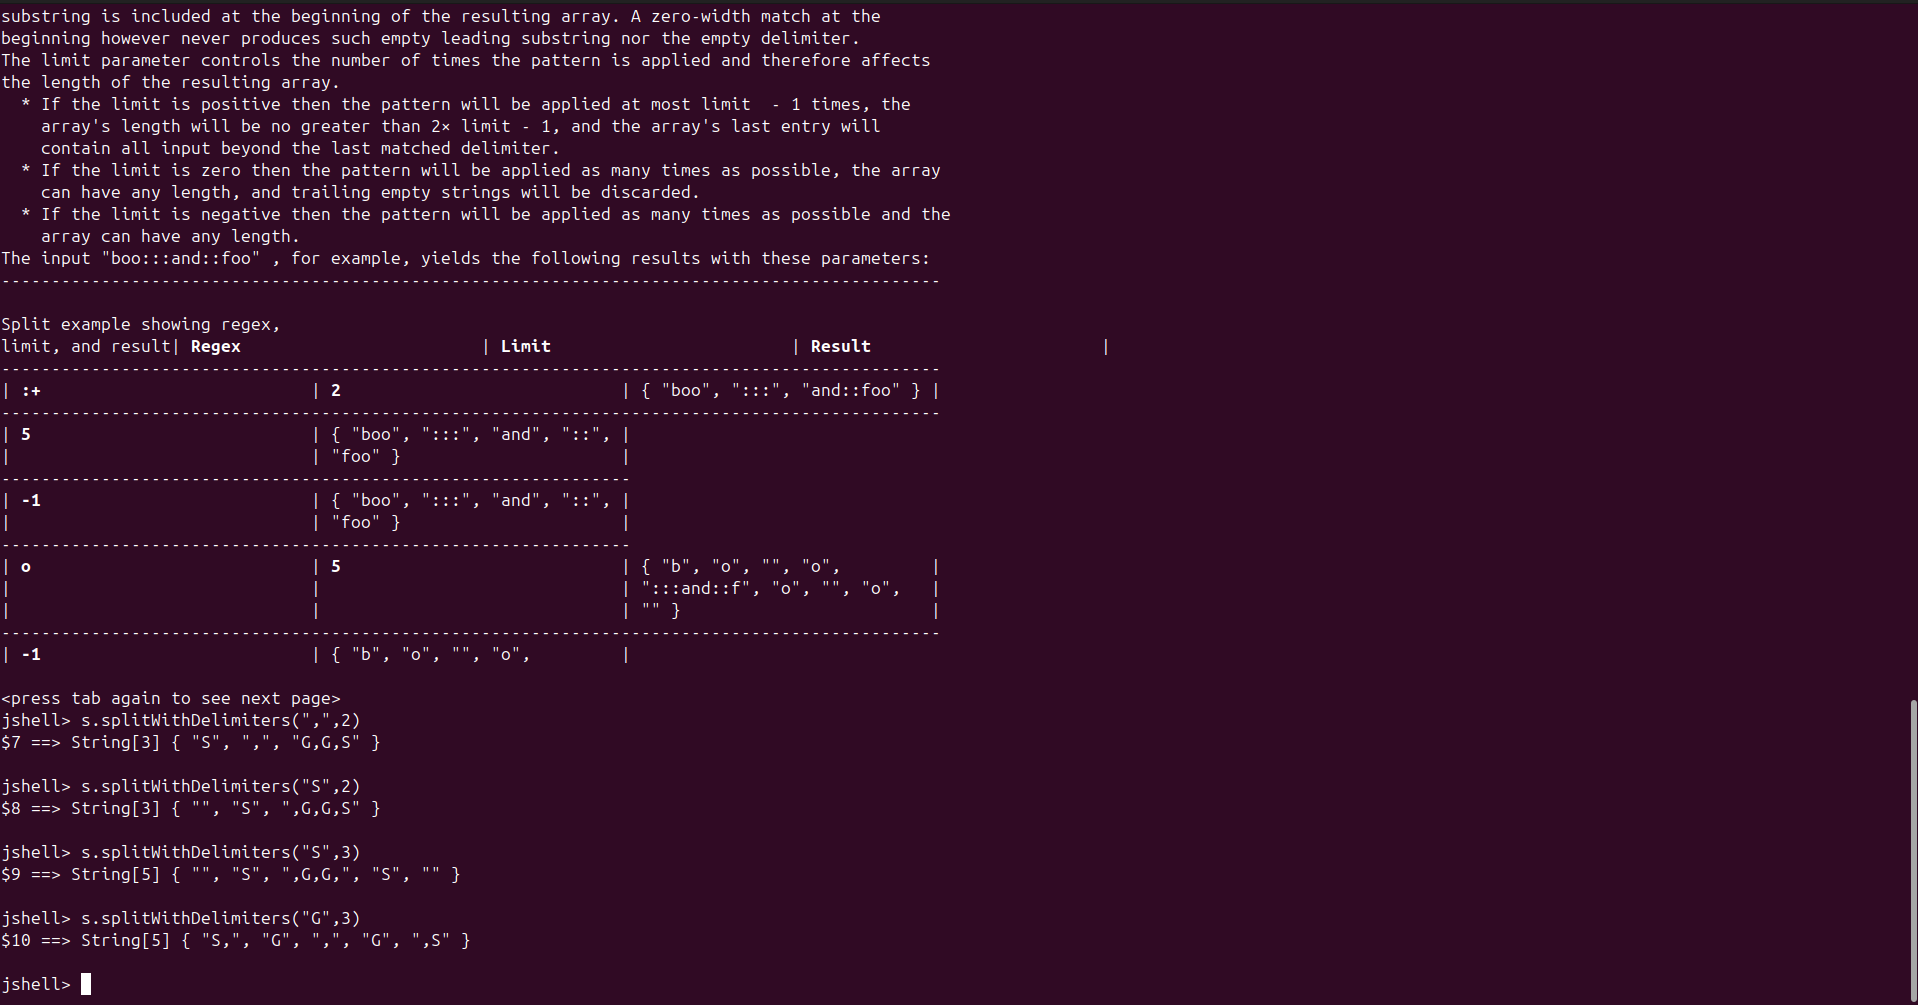 substring is included at the beginning of the resulting array. A zero-width match at the
beginning however never produces such empty leading substring nor the empty delimiter.
The limit parameter controls the number of times the pattern is applied and therefore affects
the length of the resulting array.
  * If the limit is positive then the pattern will be applied at most limit  - 1 times, the
    array's length will be no greater than 2× limit - 1, and the array's last entry will
    contain all input beyond the last matched delimiter.
  * If the limit is zero then the pattern will be applied as many times as possible, the array
    can have any length, and trailing empty strings will be discarded.
  * If the limit is negative then the pattern will be applied as many times as possible and the
    array can have any length.
The input "boo:::and::foo" , for example, yields the following results with these parameters:
----------------------------------------------------------------------------------------------
Split example showing regex,
limit, and result| Regex                        | Limit                        | Result                       |
----------------------------------------------------------------------------------------------
| :+                           | 2                            | { "boo", ":::", "and::foo" } |
----------------------------------------------------------------------------------------------
| 5                            | { "boo", ":::", "and", "::", |
|                              | "foo" }                      |
---------------------------------------------------------------
| -1                           | { "boo", ":::", "and", "::", |
|                              | "foo" }                      |
---------------------------------------------------------------
| o                            | 5                            | { "b", "o", "", "o",         |
|                              |                              | ":::and::f", "o", "", "o",   |
|                              |                              | "" }                         |
----------------------------------------------------------------------------------------------
| -1                           | { "b", "o", "", "o",         |
<press tab again to see next page>
jshell> s.splitWithDelimiters(",",2)
$7 ==> String[3] { "S", ",", "G,G,S" }
jshell> s.splitWithDelimiters("S",2)
$8 ==> String[3] { "", "S", ",G,G,S" }
jshell> s.splitWithDelimiters("S",3)
$9 ==> String[5] { "", "S", ",G,G,", "S", "" }
jshell> s.splitWithDelimiters("G",3)
$10 ==> String[5] { "S,", "G", ",", "G", ",S" }
jshell>